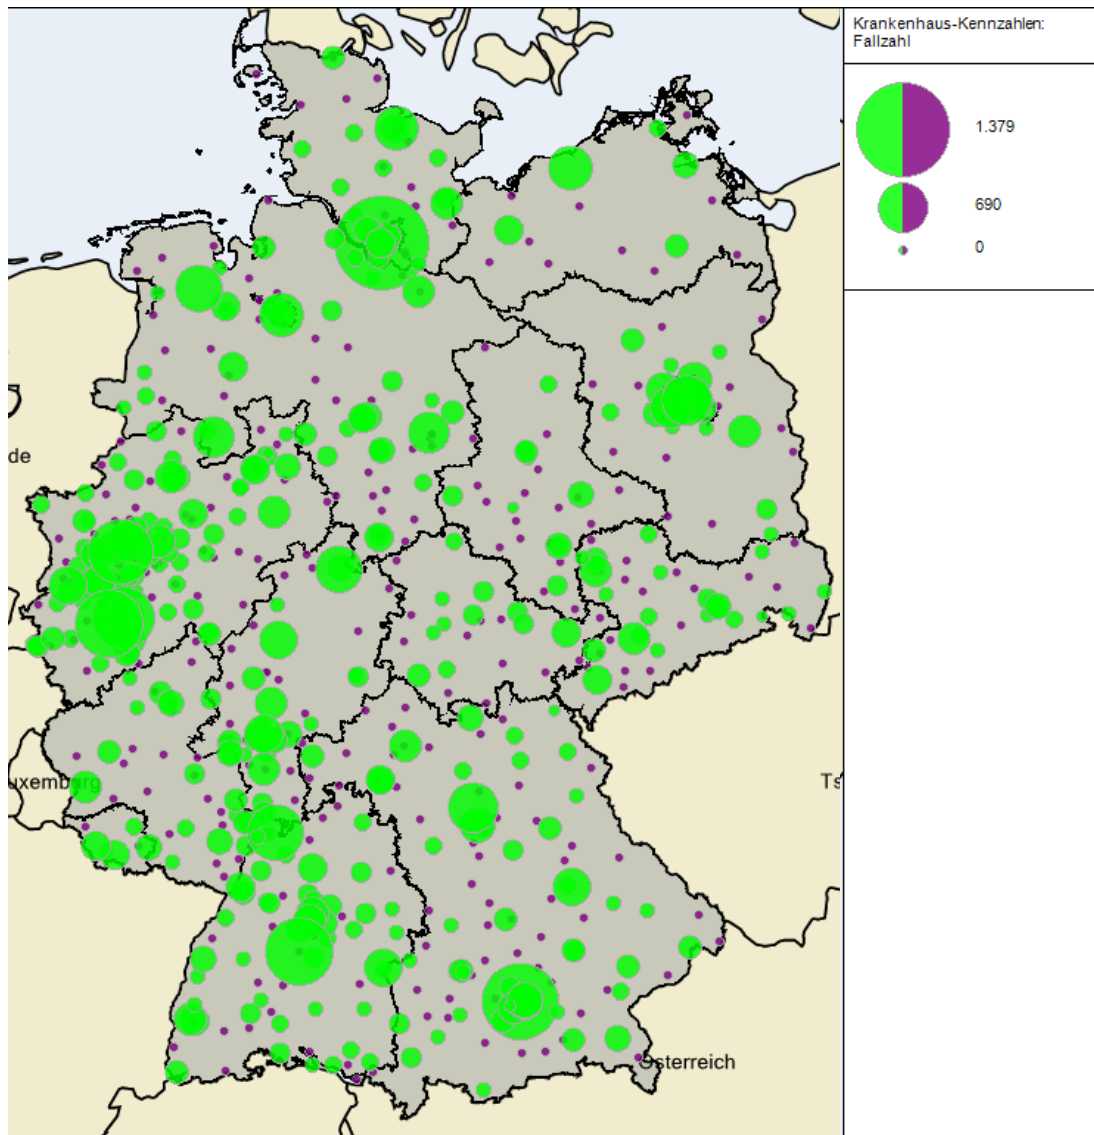 Krankenhaus-Kennzahlen:
Fallzahl
1.379
690
0
de
uxemburg
Ts
Österreich